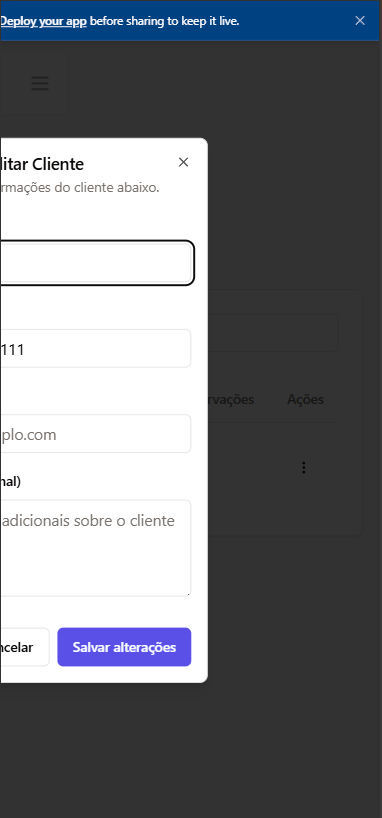 Deploy your app before sharing to keep it live.
litar Cliente
rmações do cliente abaixo.
111
plo.com
rvações
Ações
nal)
adicionais sobre o cliente
ncelar
Salvar alterações